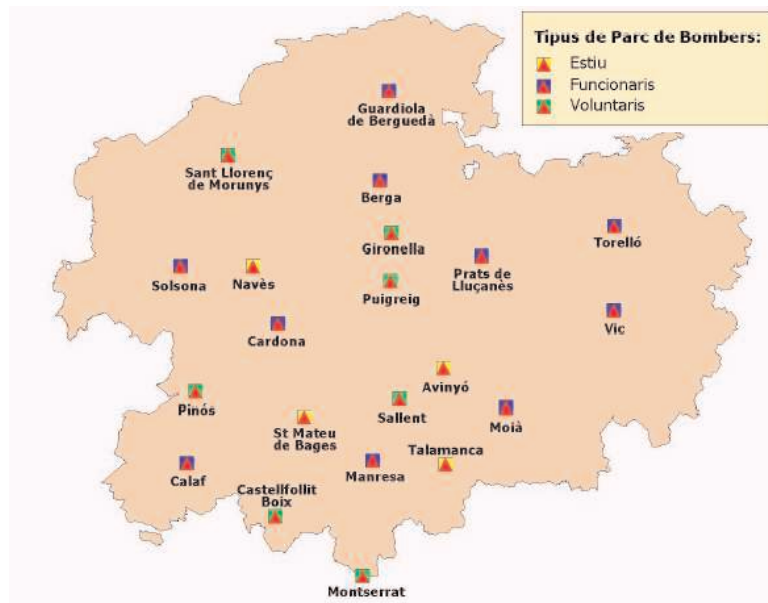 Tipus de Parc de Bombers:
Estiu
Funcionaris
Voluntaris
Guardiola
de Berguedà
Sant Llorenç
de Morunys
Berga
Gironella
Torelló
Prats de
Lluçanès
Solsona
Navès
Puigreig
Cardona
Vic
Avinyó
Pinós
Sallent
Moià
St Mateu
de Bages
Talamanca
Calaf
Manresa
Castellfollit
Boix
Montserrat